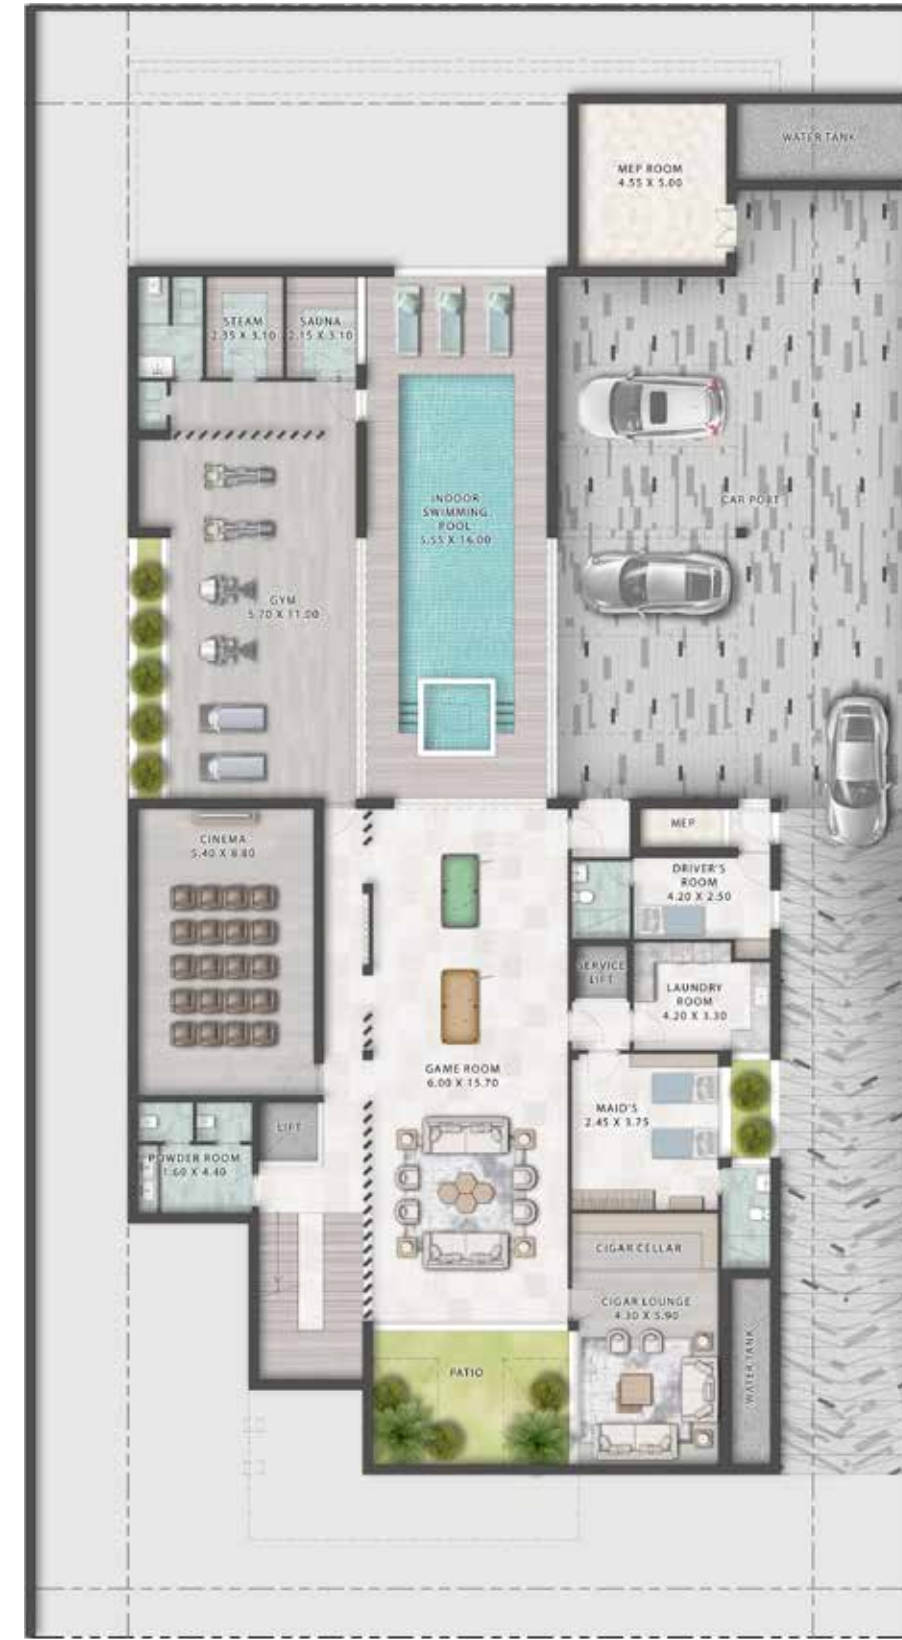 WATER TANK
MEP ROOM
4.55 X 5.00
STEAM
2.35 X 3.10
SAUNA
2.15 X 3.10
INDOOR
SWIMMING
POOL
5.55 X 16.00
CAR PORT
GYM
5.70 X 11.00
CINEMA
5.40 X 8.80
MEP
DRIVER'S
ROOM
4.20 X 2.50
SERVICE
LIFT
LAUNDRY
ROOM
4.20 X 3.30
GAME ROOM
6.00 X 15.70
MAID'S
2.45 X 3.75
LIFT
POWDER ROOM
1.60 X 4.40
CIGAR CELLAR
CIGAR LOUNGE
4.30 X 5.90
PATIO
WATER TANK